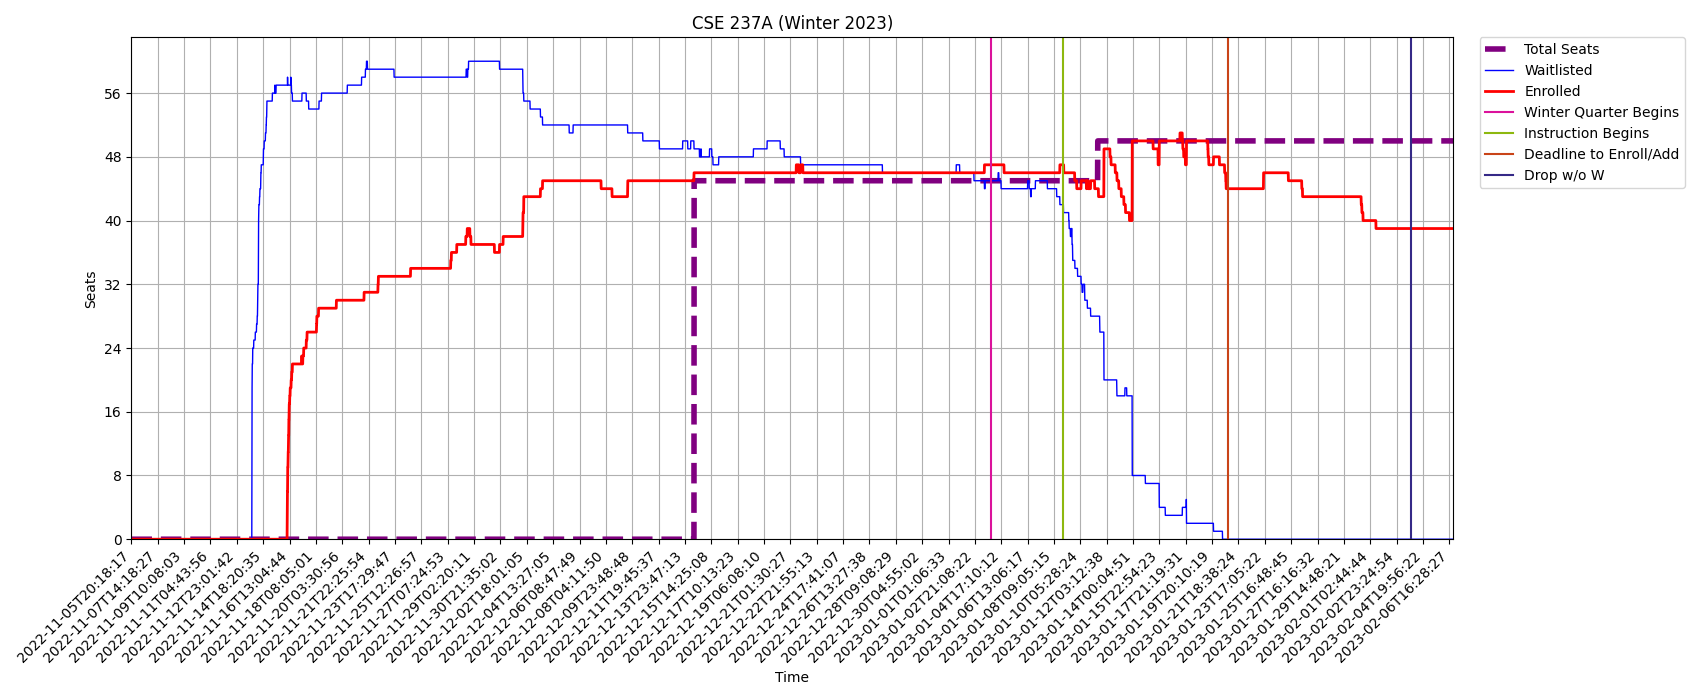 CSE 237A (Winter 2023)
Total Seats
Waitlisted
Enrolled
Winter Quarter Begins
Instruction Begins
Deadline to Enroll/Add
Drop w/o W
Seats
56
48
40
32
24
16
8
0
2022-11-05T20:18:17
2022-11-07T14:18:27
2022-11-09T10:08:03
2022-11-11T04:43:56
2022-11-12T23:01:42
2022-11-14T18:20:35
2022-11-16T13:04:44
2022-11-18T08:05:01
2022-11-20T03:30:56
2022-11-21T22:25:54
2022-11-23T17:29:47
2022-11-25T12:26:57
2022-11-27T07:24:53
2022-11-29T02:20:11
2022-11-30T21:35:02
2022-12-02T18:01:05
2022-12-04T13:27:05
2022-12-06T08:47:49
2022-12-08T04:11:50
2022-12-09T23:48:48
2022-12-11T19:45:37
2022-12-13T23:47:13
2022-12-15T14:25:08
2022-12-17T10:13:23
2022-12-19T06:08:10
2022-12-21T01:30:27
2022-12-22T21:55:13
2022-12-24T17:41:07
2022-12-26T13:27:38
2022-12-28T09:08:29
2022-12-30T04:55:02
2023-01-01T01:06:33
2023-01-02T21:08:22
2023-01-04T17:10:12
2023-01-06T13:06:17
2023-01-08T09:05:15
2023-01-10T05:28:24
2023-01-12T03:12:38
2023-01-14T00:04:51
2023-01-15T22:54:23
2023-01-17T21:19:31
2023-01-19T20:10:19
2023-01-21T18:38:24
2023-01-23T17:05:22
2023-01-25T16:48:45
2023-01-27T16:16:32
2023-01-29T14:48:21
2023-02-01T02:44:44
2023-02-02T23:24:54
2023-02-04T19:56:22
2023-02-06T16:28:27
Time